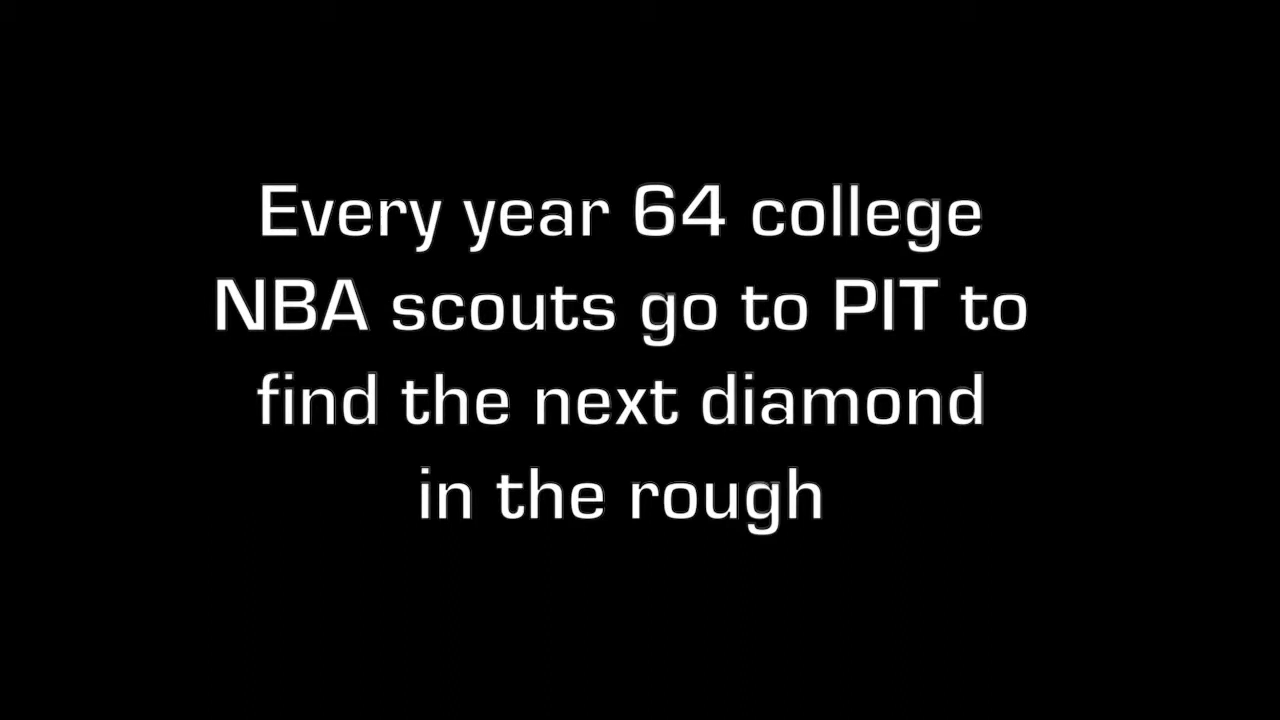 Every year 64 college
NBA scouts go to PIT to
find the next diamond
in the rough